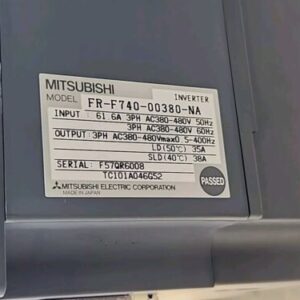 MITSUBISHI INVERTER
MODEL FR-F740-00380-NA
INPUT : 61.6A 3PH AC380-480V 50Hz
3PH AC380-480V 60Hz
OUTPUT: 3PH AC380-480Vmax0.5-400Hz
LD(50°C) 35A
SLD(40°C) 38A
SERIAL: F57QR6008
TC101A046G52
MITSUBISHI ELECTRIC CORPORATION
MADE IN JAPAN
PASSED